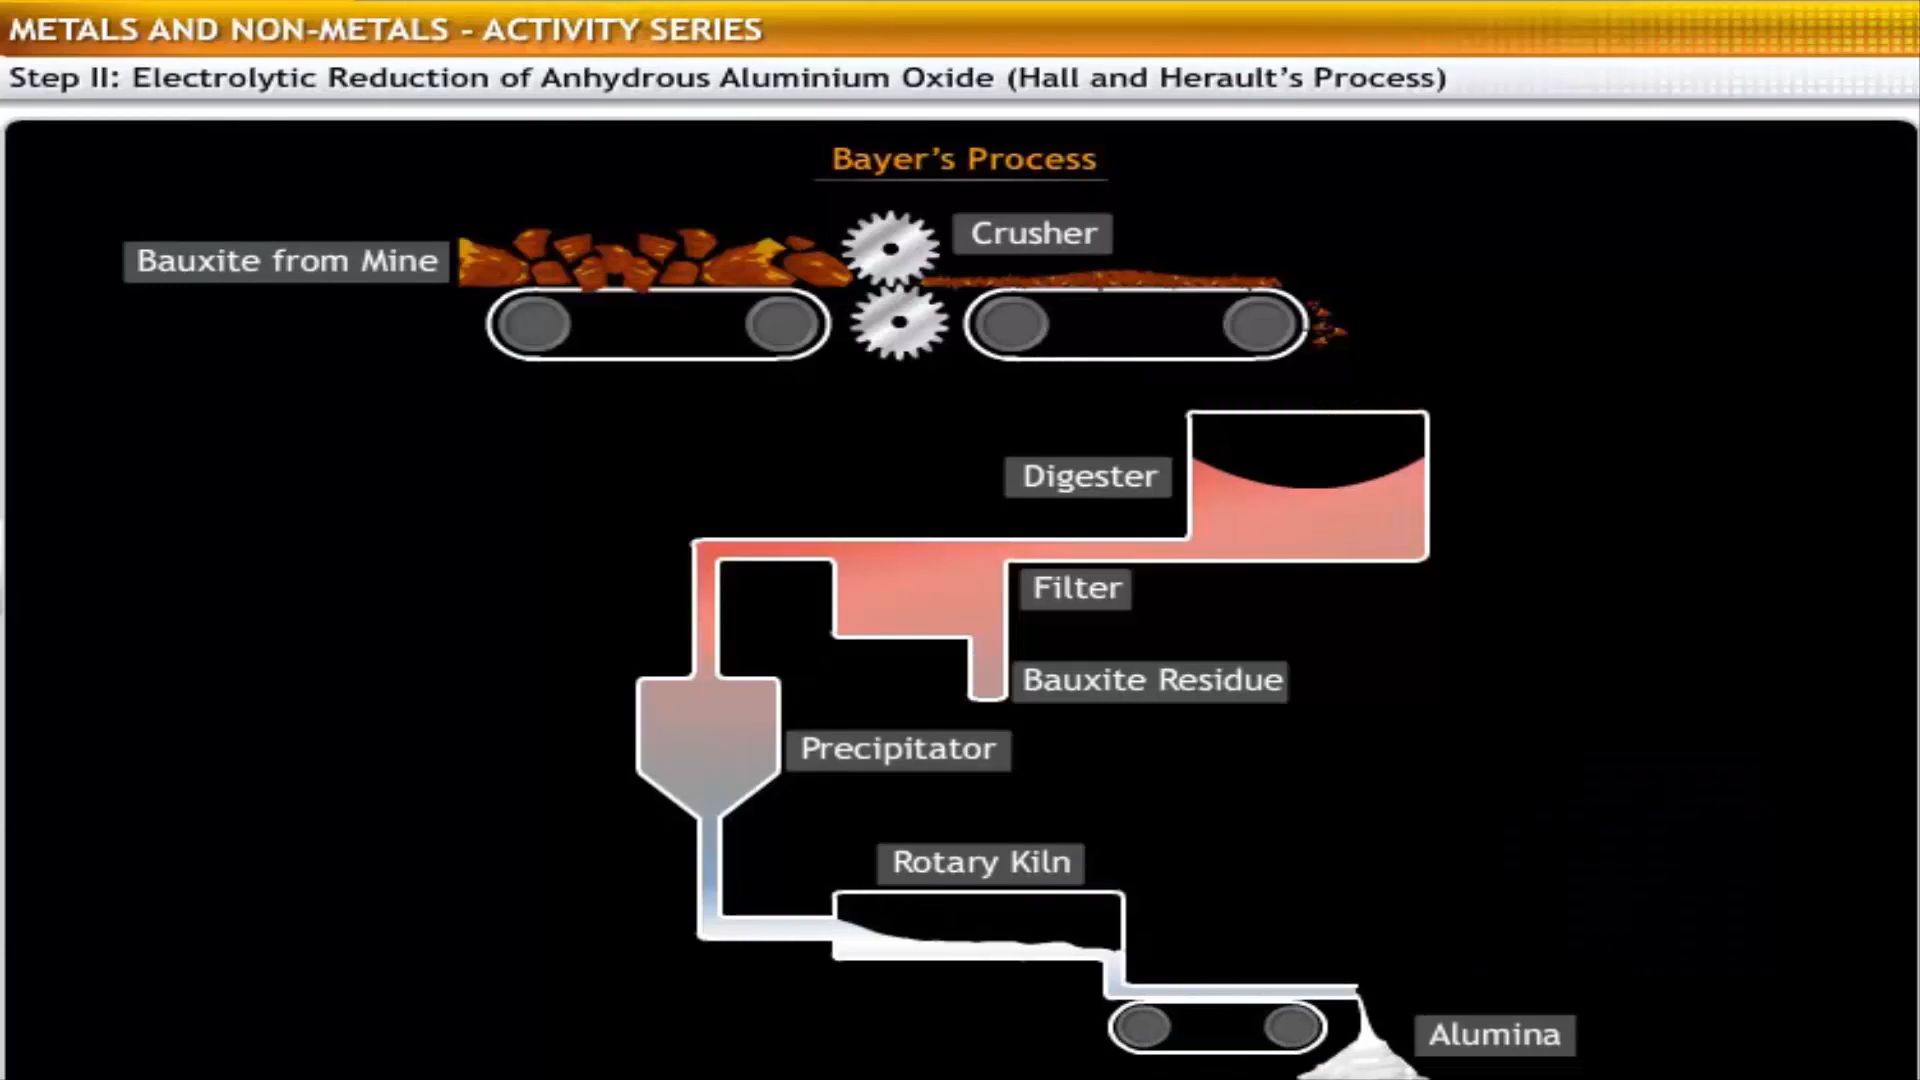 METALS AND NON-METALS - ACTIVITY SERIES
Step II: Electrolytic Reduction of Anhydrous Aluminium Oxide (Hall and Herault's Process)
Bayer's Process
Crusher
Bauxite from Mine
Digester
Filter
Bauxite Residue
Precipitator
Rotary Kiln
Alumina